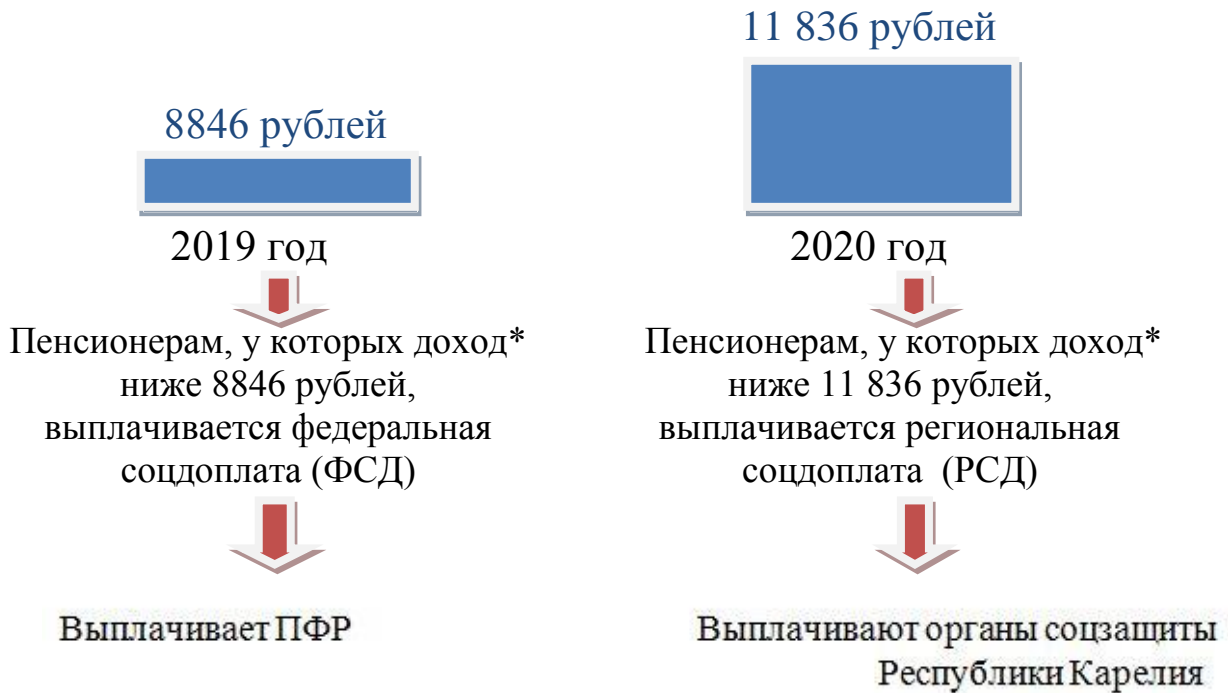 8846 рублей
2019 год
Пенсионерам, у которых доход*
ниже 8846 рублей,
выплачивается федеральная
соцдоплата (ФСД)
Выплачивает ПФР
11 836 рублей
2020 год
Пенсионерам, у которых доход*
ниже 11 836 рублей,
выплачивается региональная
соцдоплата (РСД)
Выплачивают органы соцзащиты
Республики Карелия